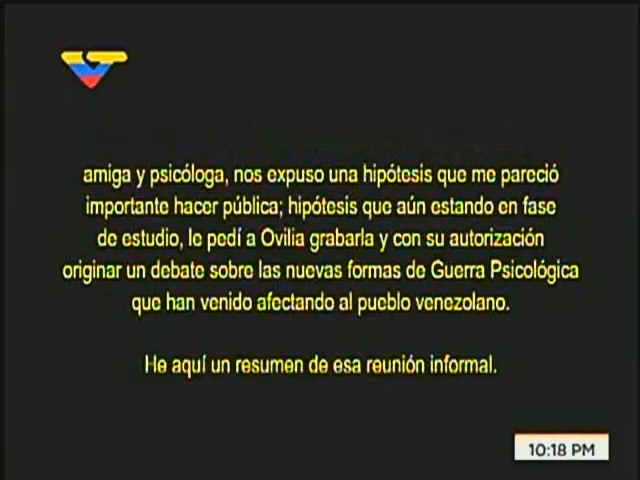 amiga y psicóloga, nos expuso una hipótesis que me pareció
importante hacer pública; hipótesis que aún estando en fase
de estudio, le pedí a Ovilia grabarla y con su autorización
originar un debate sobre las nuevas formas de Guerra Psicológica
que han venido afectando al pueblo venezolano.
He aquí un resumen de esa reunión informal.
10:18 PM